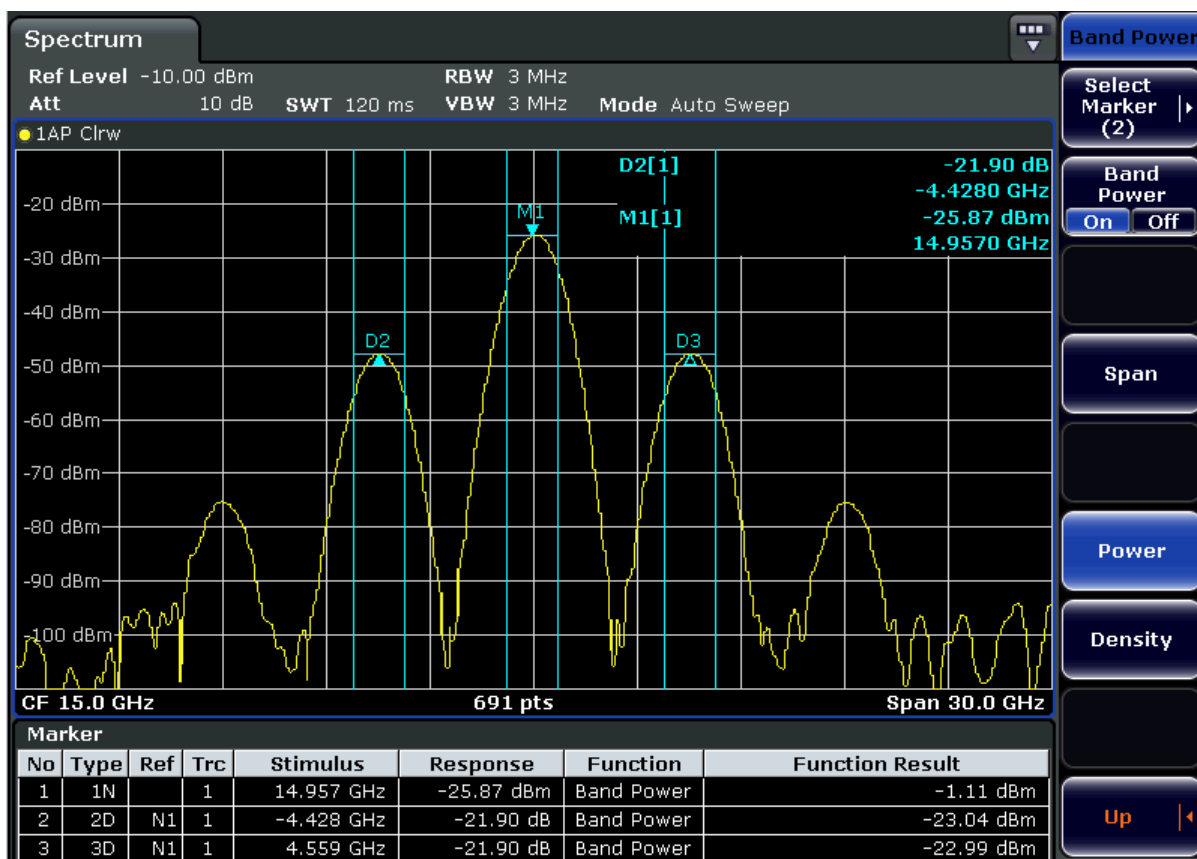 Spectrum
Ref Level -10.00 dBm RBW 3 MHz
Att 10 dB SWT 120 ms VBW 3 MHz Mode Auto Sweep
1AP Clrw
D2[1] -21.90 dB
-4.4280 GHz
M1[1] -25.87 dBm
14.9570 GHz
-20 dBm
M1
-30 dBm
-40 dBm
D2 D3
-50 dBm
-60 dBm
-70 dBm
-80 dBm
-90 dBm
-100 dBm
CF 15.0 GHz 691 pts Span 30.0 GHz
Marker
No Type Ref Trc Stimulus Response Function Function Result
1 1N 1 14.957 GHz -25.87 dBm Band Power -1.11 dBm
2 2D N1 1 -4.428 GHz -21.90 dB Band Power -23.04 dBm
3 3D N1 1 4.559 GHz -21.90 dB Band Power -22.99 dBm
Band Power
Select
Marker
(2)
Band
Power
On Off
Span
Power
Density
Up